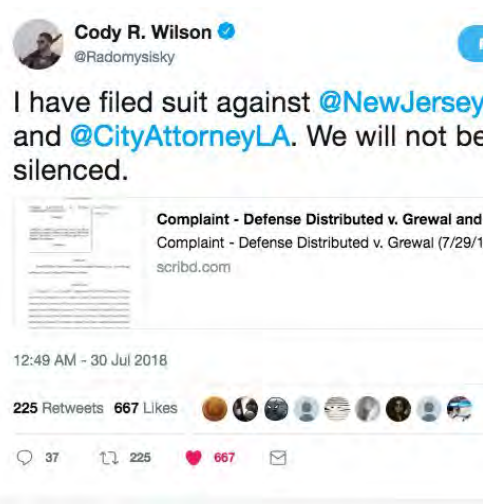 Cody R. Wilson
@Radomysisky
I have filed suit against @NewJersey
and @CityAttorneyLA. We will not be
silenced.
Complaint - Defense Distributed v. Grewal and
Complaint - Defense Distributed v. Grewal (7/29/1
scribd.com
12:49 AM - 30 Jul 2018
225 Retweets 667 Likes
37 225 667